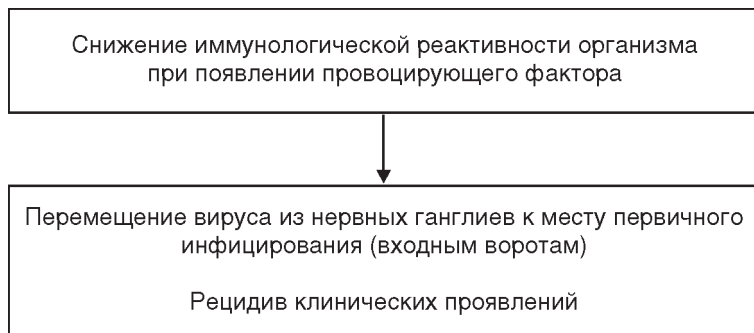 Снижение иммунологической реактивности организма
при появлении провоцирующего фактора
Перемещение вируса из нервных ганглиев к месту первичного
инфицирования (входным воротам)
Рецидив клинических проявлений